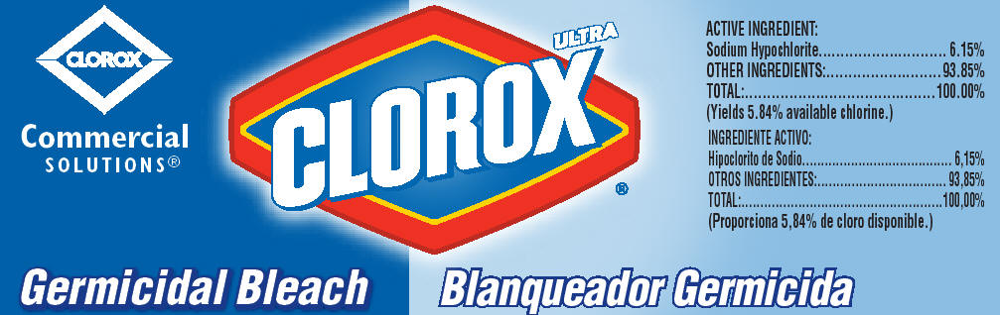 CLOROX
Commercial
SOLUTIONS®
ULTRA
CLOROX
®
Germicidal Bleach
Blanqueador Germicida
ACTIVE INGREDIENT:
Sodium Hypochlorite............................ 6.15%
OTHER INGREDIENTS:.........................93.85%
TOTAL:..........................................100.00%
(Yields 5.84% available chlorine.)
INGREDIENTE ACTIVO:
Hipoclorito de Sodio....................................... 6,15%
OTROS INGREDIENTES:.................................. 93,85%
TOTAL:....................................................100,00%
(Proporciona 5,84% de cloro disponible.)